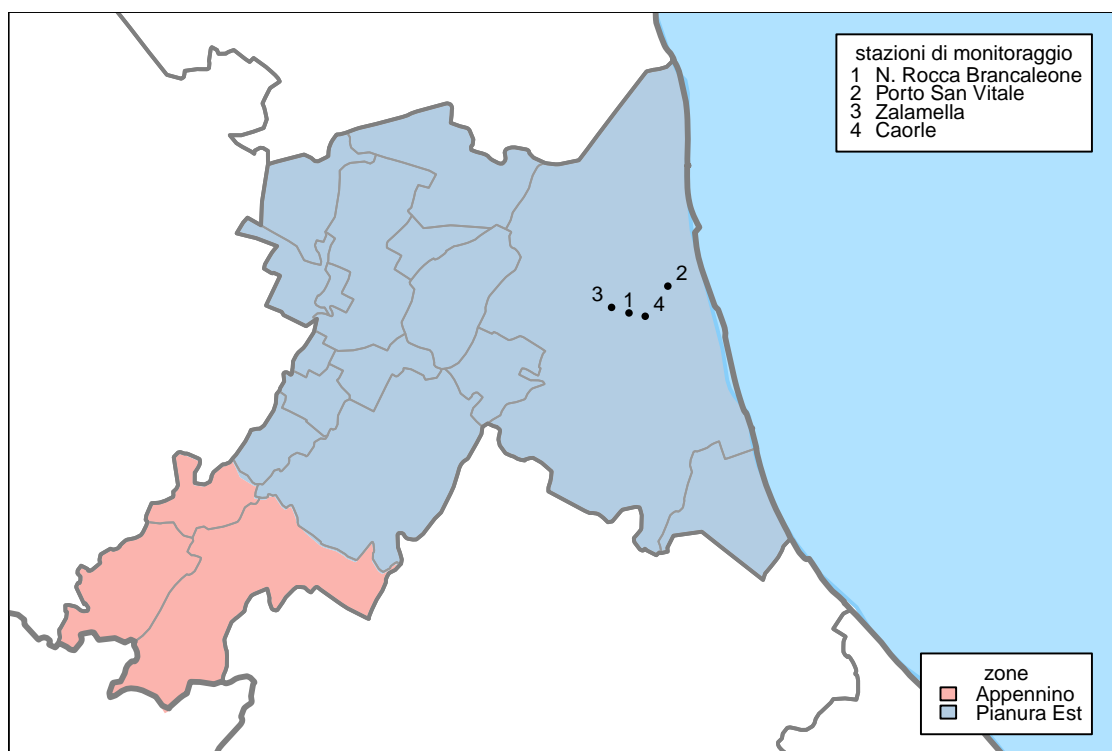 stazioni di monitoraggio
1 N. Rocca Brancaleone
2 Porto San Vitale
3 Zalamella
4 Caorle
2
3
1
4
zone
Appennino
Pianura Est